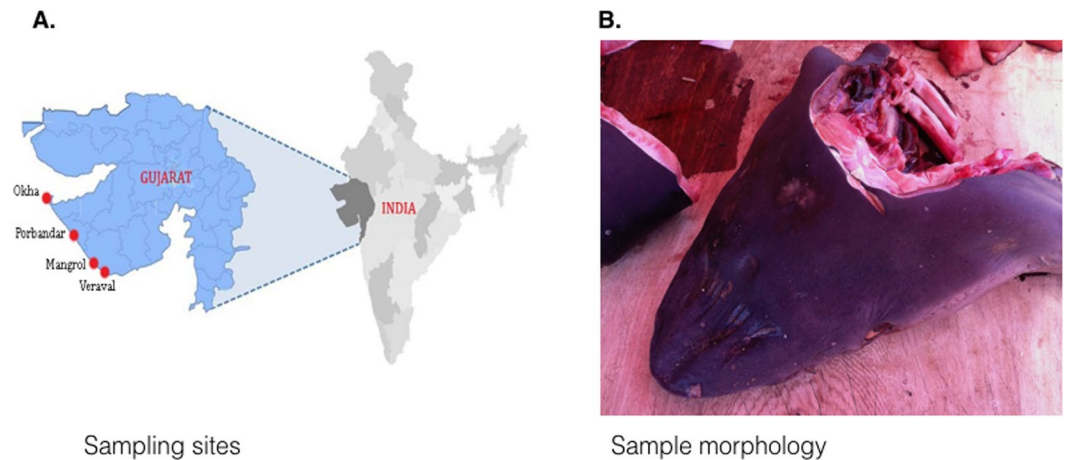 A.
B.
GUJARAT
INDIA
Okha
Porbandar
Mangrol
Veraval
Sampling sites
Sample morphology